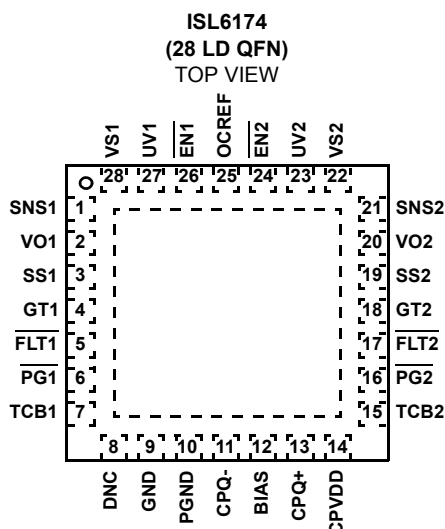 ISL6174
(28 LD QFN)
TOP VIEW
VS1
UV1
EN1
OCREF
EN2
UV2
VS2
28 27 26 25 24 23 22
SNS1 1 21 SNS2
VO1 2 20 VO2
SS1 3 19 SS2
GT1 4 18 GT2
FLT1 5 17 FLT2
PG1 6 16 PG2
TCB1 7 15 TCB2
8 9 10 11 12 13 14
DNC
GND
PGND
CPQ-
BIAS
CPQ+
CPVDD